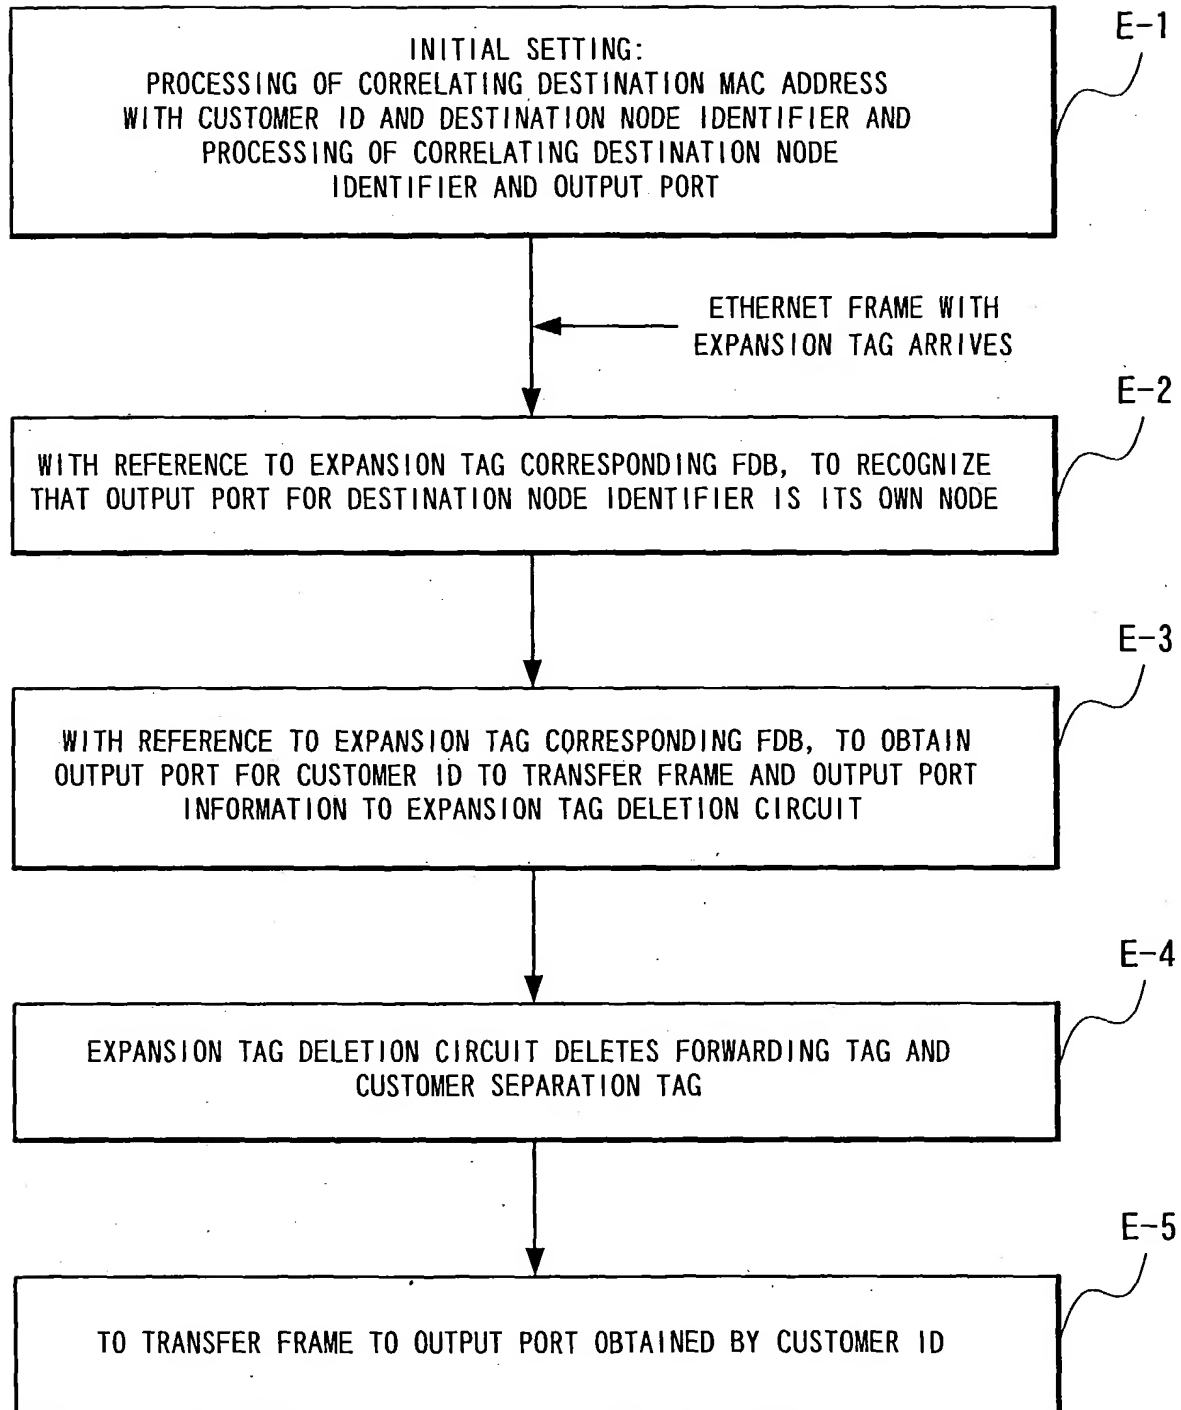 E-1
INITIAL SETTING:
PROCESSING OF CORRELATING DESTINATION MAC ADDRESS
WITH CUSTOMER ID AND DESTINATION NODE IDENTIFIER AND
PROCESSING OF CORRELATING DESTINATION NODE
IDENTIFIER AND OUTPUT PORT
ETHERNET FRAME WITH
EXPANSION TAG ARRIVES
E-2
WITH REFERENCE TO EXPANSION TAG CORRESPONDING FDB, TO RECOGNIZE
THAT OUTPUT PORT FOR DESTINATION NODE IDENTIFIER IS ITS OWN NODE
E-3
WITH REFERENCE TO EXPANSION TAG CORRESPONDING FDB, TO OBTAIN
OUTPUT PORT FOR CUSTOMER ID TO TRANSFER FRAME AND OUTPUT PORT
INFORMATION TO EXPANSION TAG DELETION CIRCUIT
E-4
EXPANSION TAG DELETION CIRCUIT DELETES FORWARDING TAG AND
CUSTOMER SEPARATION TAG
E-5
TO TRANSFER FRAME TO OUTPUT PORT OBTAINED BY CUSTOMER ID